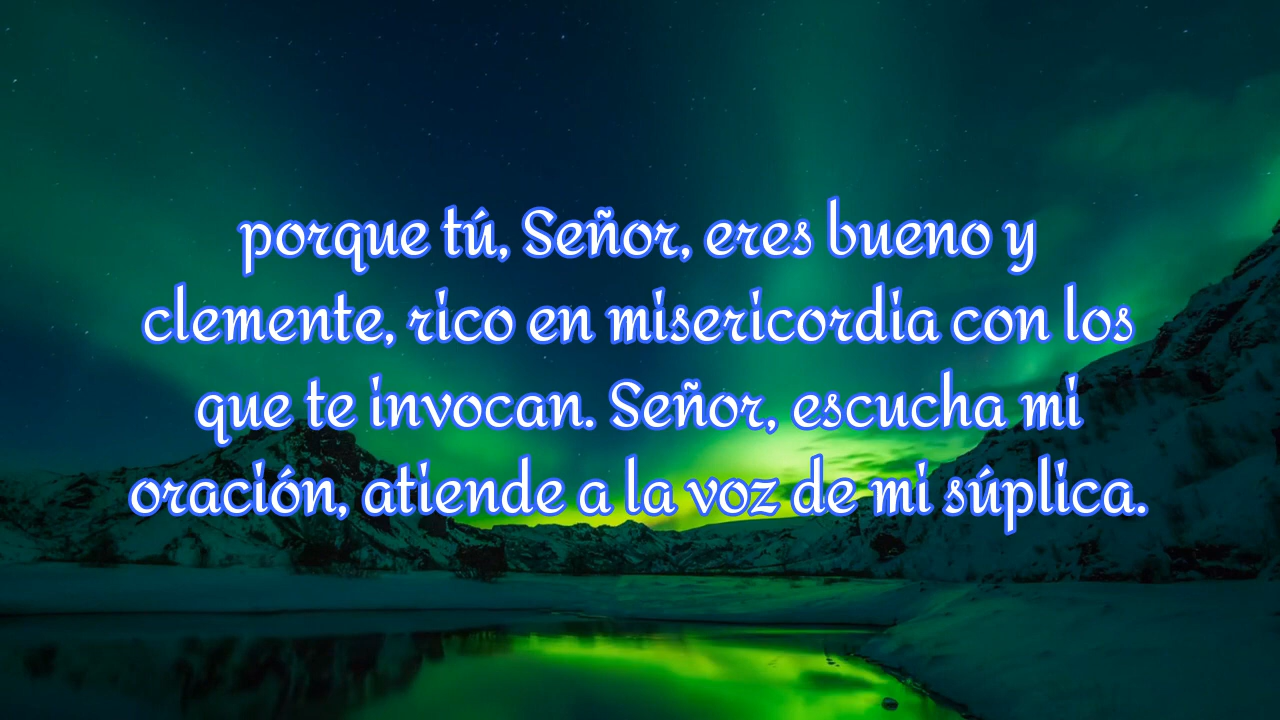 porque tú, Señor, eres bueno y
clemente, rico en misericordia con los
que te invocan. Señor, escucha mi
oración, atiende a la voz de mi súplica.